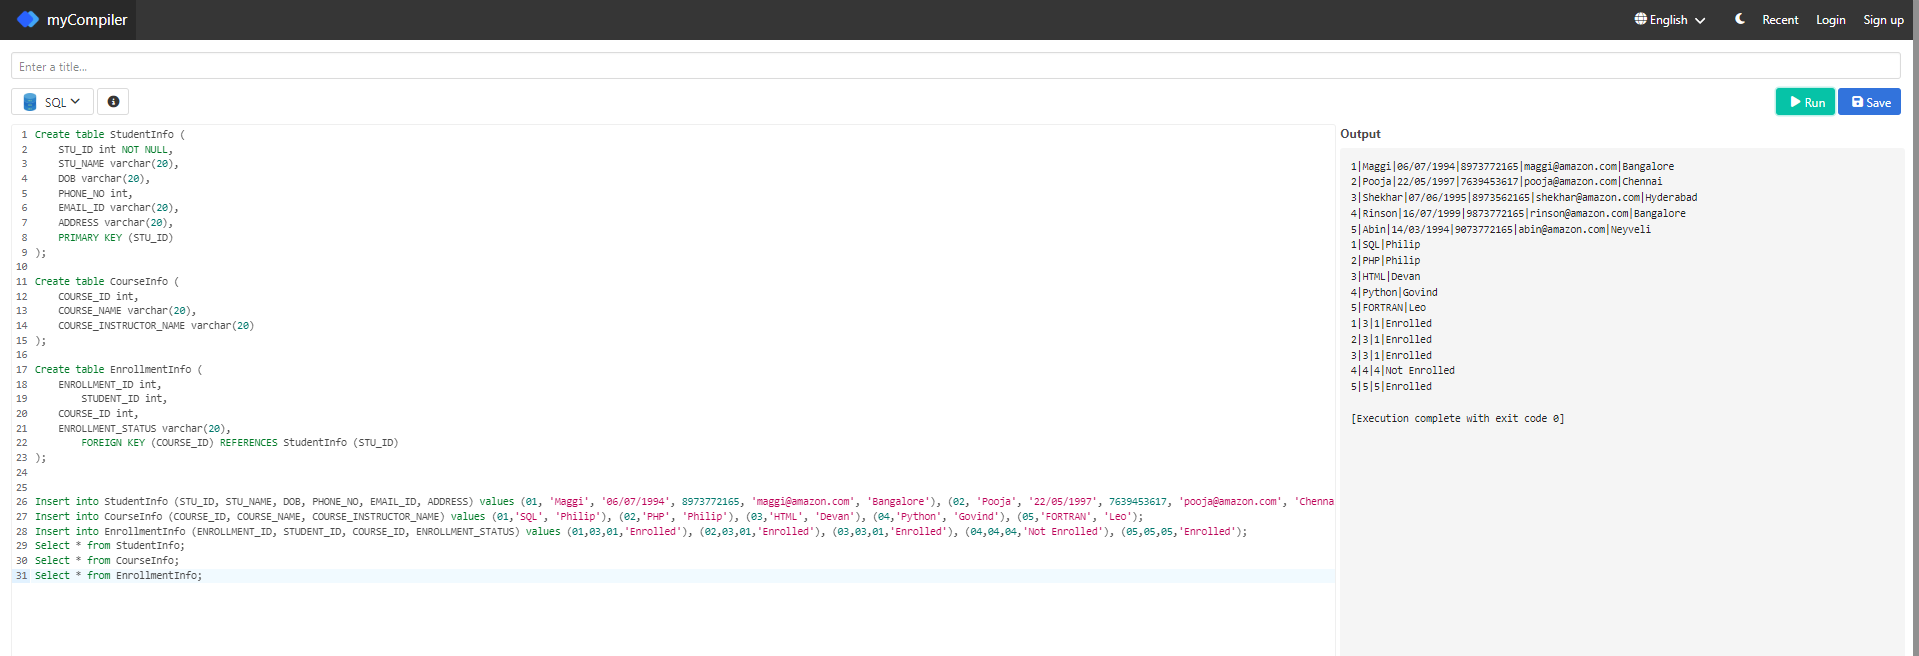 myCompiler
English
Recent
Login
Sign up
Enter a title...
SQL
Run
Save
1 Create table StudentInfo (
2     STU_ID int NOT NULL,
3     STU_NAME varchar(20),
4     DOB varchar(20),
5     PHONE_NO int,
6     EMAIL_ID varchar(20),
7     ADDRESS varchar(20),
8     PRIMARY KEY (STU_ID)
9 );
10
11 Create table CourseInfo (
12     COURSE_ID int,
13     COURSE_NAME varchar(20),
14     COURSE_INSTRUCTOR_NAME varchar(20)
15 );
16
17 Create table EnrollmentInfo (
18     ENROLLMENT_ID int,
19         STUDENT_ID int,
20     COURSE_ID int,
21     ENROLLMENT_STATUS varchar(20),
22         FOREIGN KEY (COURSE_ID) REFERENCES StudentInfo (STU_ID)
23 );
24
25
26 Insert into StudentInfo (STU_ID, STU_NAME, DOB, PHONE_NO, EMAIL_ID, ADDRESS) values (01, 'Maggi', '06/07/1994', 8973772165, 'maggi@amazon.com', 'Bangalore'), (02, 'Pooja', '22/05/1997', 7639453617, 'pooja@amazon.com', 'Chenna
27 Insert into CourseInfo (COURSE_ID, COURSE_NAME, COURSE_INSTRUCTOR_NAME) values (01,'SQL', 'Philip'), (02,'PHP', 'Philip'), (03,'HTML', 'Devan'), (04,'Python', 'Govind'), (05,'FORTRAN', 'Leo');
28 Insert into EnrollmentInfo (ENROLLMENT_ID, STUDENT_ID, COURSE_ID, ENROLLMENT_STATUS) values (01,03,01,'Enrolled'), (02,03,01,'Enrolled'), (03,03,01,'Enrolled'), (04,04,04,'Not Enrolled'), (05,05,05,'Enrolled');
29 Select * from StudentInfo;
30 Select * from CourseInfo;
31 Select * from EnrollmentInfo;
Output
1|Maggi|06/07/1994|8973772165|maggi@amazon.com|Bangalore
2|Pooja|22/05/1997|7639453617|pooja@amazon.com|Chennai
3|Shekhar|07/06/1995|8973562165|shekhar@amazon.com|Hyderabad
4|Rinson|16/07/1999|9873772165|rinson@amazon.com|Bangalore
5|Abin|14/03/1994|9073772165|abin@amazon.com|Neyveli
1|SQL|Philip
2|PHP|Philip
3|HTML|Devan
4|Python|Govind
5|FORTRAN|Leo
1|3|1|Enrolled
2|3|1|Enrolled
3|3|1|Enrolled
4|4|4|Not Enrolled
5|5|5|Enrolled
[Execution complete with exit code 0]